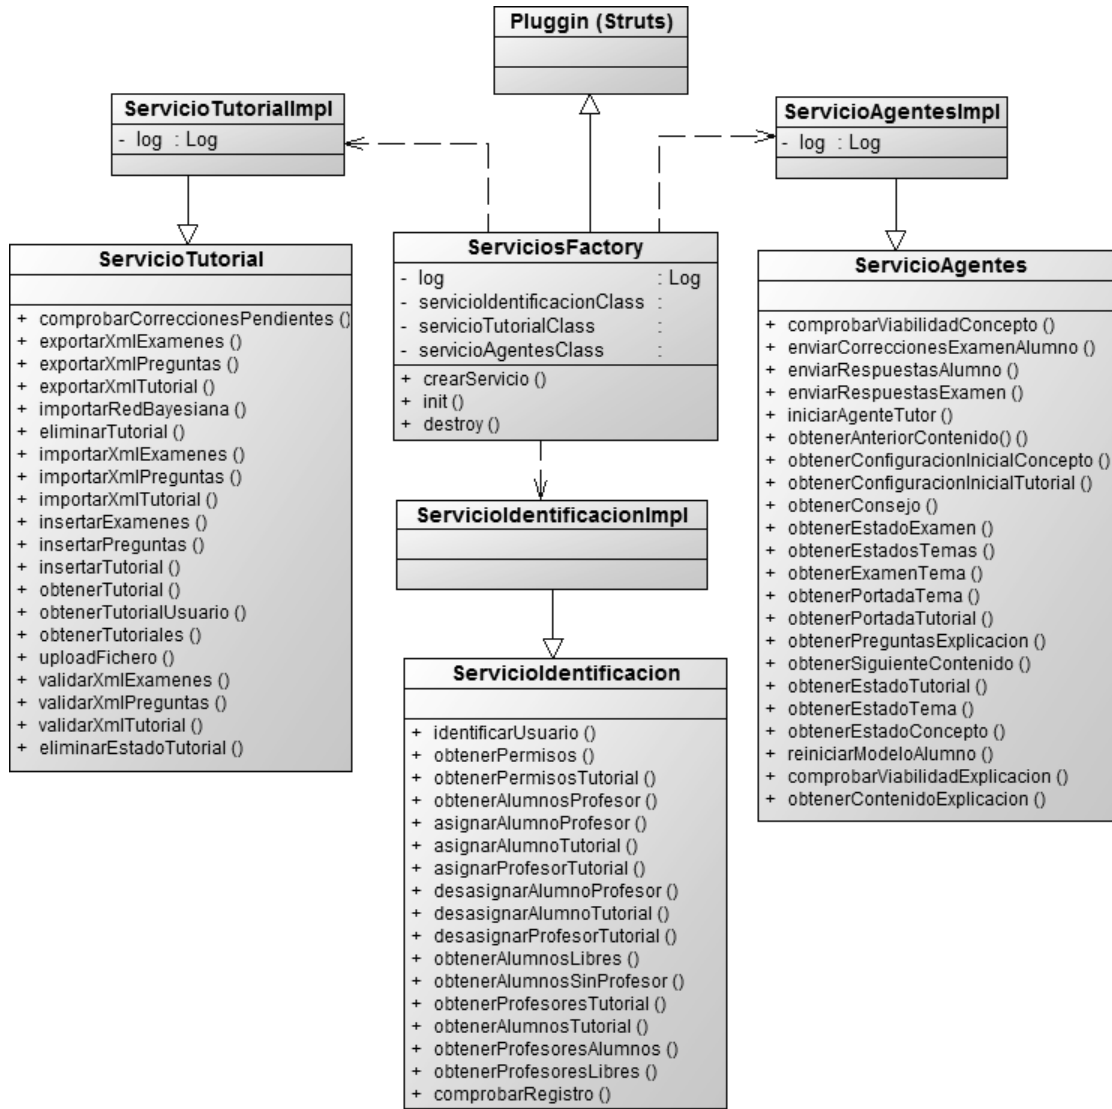 Pluggin (Struts)
ServicioTutorialImpl
- log : Log
ServicioAgentesImpl
- log : Log
ServicioTutorial
+ comprobarCorreccionesPendientes ()
+ exportarXmlExamenes ()
+ exportarXmlPreguntas ()
+ exportarXmlTutorial ()
+ importarRedBayesiana ()
+ eliminarTutorial ()
+ importarXmlExamenes ()
+ importarXmlPreguntas ()
+ importarXmlTutorial ()
+ insertarExamenes ()
+ insertarPreguntas ()
+ insertarTutorial ()
+ obtenerTutorial ()
+ obtenerTutorialUsuario ()
+ obtenerTutoriales ()
+ uploadFichero ()
+ validarXmlExamenes ()
+ validarXmlPreguntas ()
+ validarXmlTutorial ()
+ eliminarEstadoTutorial ()
ServiciosFactory
- log : Log
- servicioIdentificacionClass :
- servicioTutorialClass :
- servicioAgentesClass :
+ crearServicio ()
+ init ()
+ destroy ()
ServicioAgentes
+ comprobarViabilidadConcepto ()
+ enviarCorreccionesExamenAlumno ()
+ enviarRespuestasAlumno ()
+ enviarRespuestasExamen ()
+ iniciarAgenteTutor ()
+ obtenerAnteriorContenido() ()
+ obtenerConfiguracionInicialConcepto ()
+ obtenerConfiguracionInicialTutorial ()
+ obtenerConsejo ()
+ obtenerEstadoExamen ()
+ obtenerEstadosTemas ()
+ obtenerExamenTema ()
+ obtenerPortadaTema ()
+ obtenerPortadaTutorial ()
+ obtenerPreguntasExplicacion ()
+ obtenerSiguienteContenido ()
+ obtenerEstadoTutorial ()
+ obtenerEstadoTema ()
+ obtenerEstadoConcepto ()
+ reiniciarModeloAlumno ()
+ comprobarViabilidadExplicacion ()
+ obtenerContenidoExplicacion ()
ServicioIdentificacionImpl
ServicioIdentificacion
+ identificarUsuario ()
+ obtenerPermisos ()
+ obtenerPermisosTutorial ()
+ obtenerAlumnosProfesor ()
+ asignarAlumnoProfesor ()
+ asignarAlumnoTutorial ()
+ asignarProfesorTutorial ()
+ desasignarAlumnoProfesor ()
+ desasignarAlumnoTutorial ()
+ desasignarProfesorTutorial ()
+ obtenerAlumnosLibres ()
+ obtenerAlumnosSinProfesor ()
+ obtenerProfesoresTutorial ()
+ obtenerAlumnosTutorial ()
+ obtenerProfesoresAlumnos ()
+ obtenerProfesoresLibres ()
+ comprobarRegistro ()